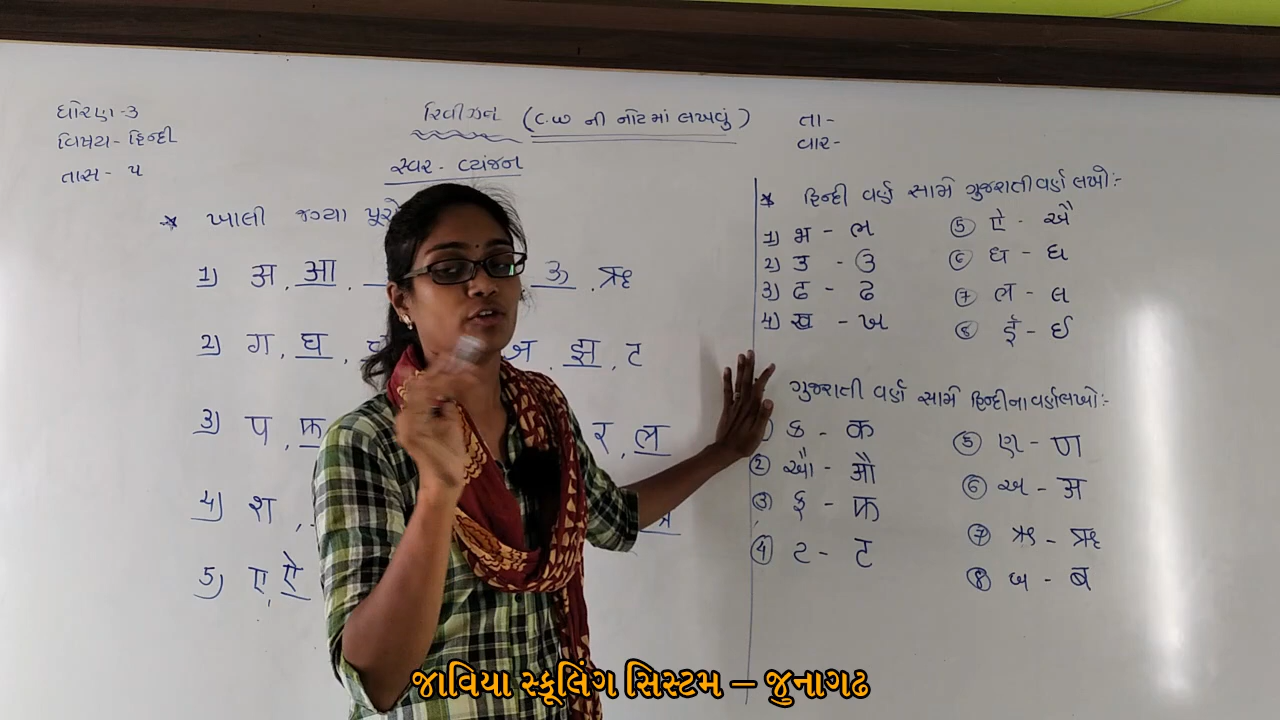 ધોરણ-૩
વિષય- હિન્દી
તાસ- ૫
રિવીઝન (C.W ની નોટમાં લખવું)
તા-
વાર-
સ્વર - વ્યંજન
* ખાલી જગ્યા પૂરો
1) अ, आ, ऊ, ऋ
2) ग, घ, च ज, झ, ट
3) प, फ र, ल
4) श, त्र
5) ए, ऐ
* હિન્દી વર્ણ સામે ગુજરાતી વર્ણ લખો:-
1) भ - ભ
2) उ - ઉ
3) ढ - ઢ
4) ख - ખ
5 ऐ - ઐ
6 ध - ધ
7 ल - લ
8 ई - ઈ
ગુજરાતી વર્ણ સામે હિન્દીના વર્ણ લખો:-
1) ક - क
2 ઔ - औ
3 ફ - फ
4 ટ - ट
5 ણ - ण
6 અ - अ
7 ઋ - ऋ
8 બ - ब
જાવિયા સ્કૂલિંગ સિસ્ટમ – જુનાગઢ